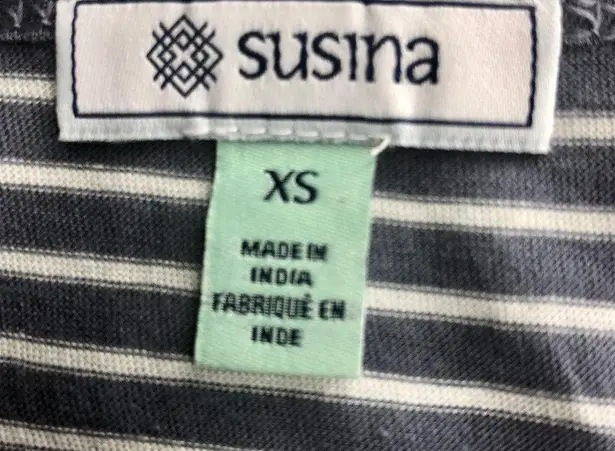 susina
XS
MADE IN
INDIA
FABRIQUÉ EN
INDE